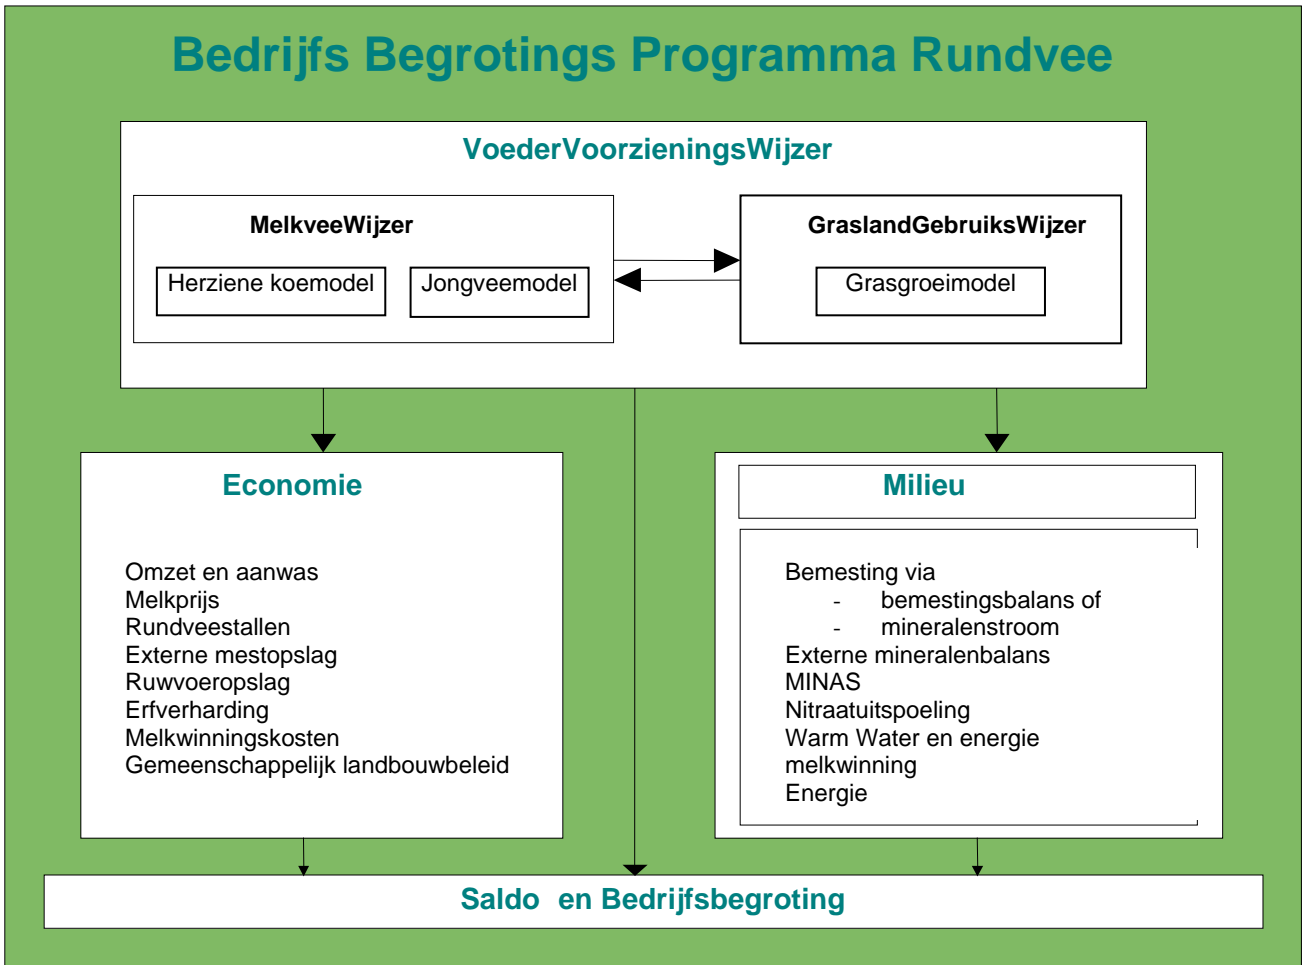 Bedrijfs Begrotings Programma Rundvee
VoederVoorzieningsWijzer
MelkveeWijzer
Herziene koemodel
Jongveemodel
GraslandGebruiksWijzer
Grasgroeimodel
Economie
Omzet en aanwas
Melkprijs
Rundveestallen
Externe mestopslag
Ruwvoeropslag
Erfverharding
Melkwinningskosten
Gemeenschappelijk landbouwbeleid
Milieu
Bemesting via
- bemestingsbalans of
- mineralenstroom
Externe mineralenbalans
MINAS
Nitraatuitspoeling
Warm Water en energie
melkwinning
Energie
Saldo en Bedrijfsbegroting